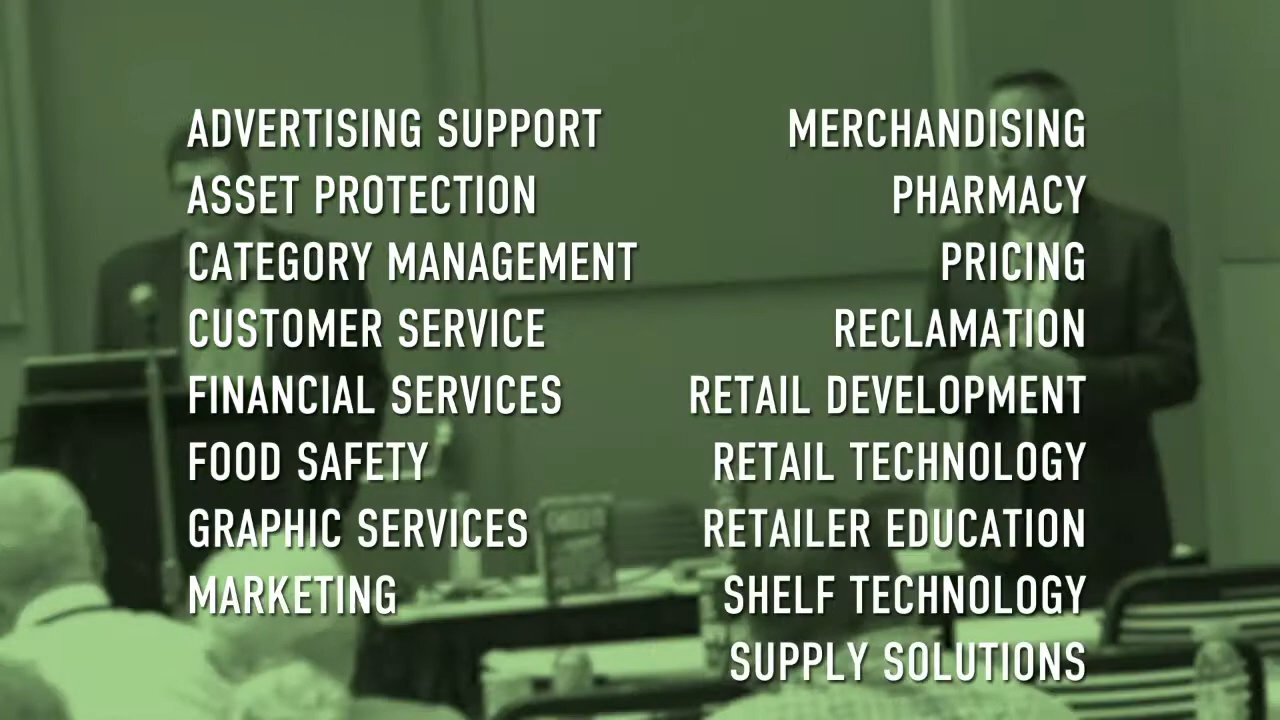 ADVERTISING SUPPORT
ASSET PROTECTION
CATEGORY MANAGEMENT
CUSTOMER SERVICE
FINANCIAL SERVICES
FOOD SAFETY
GRAPHIC SERVICES
MARKETING
MERCHANDISING
PHARMACY
PRICING
RECLAMATION
RETAIL DEVELOPMENT
RETAIL TECHNOLOGY
RETAILER EDUCATION
SHELF TECHNOLOGY
SUPPLY SOLUTIONS